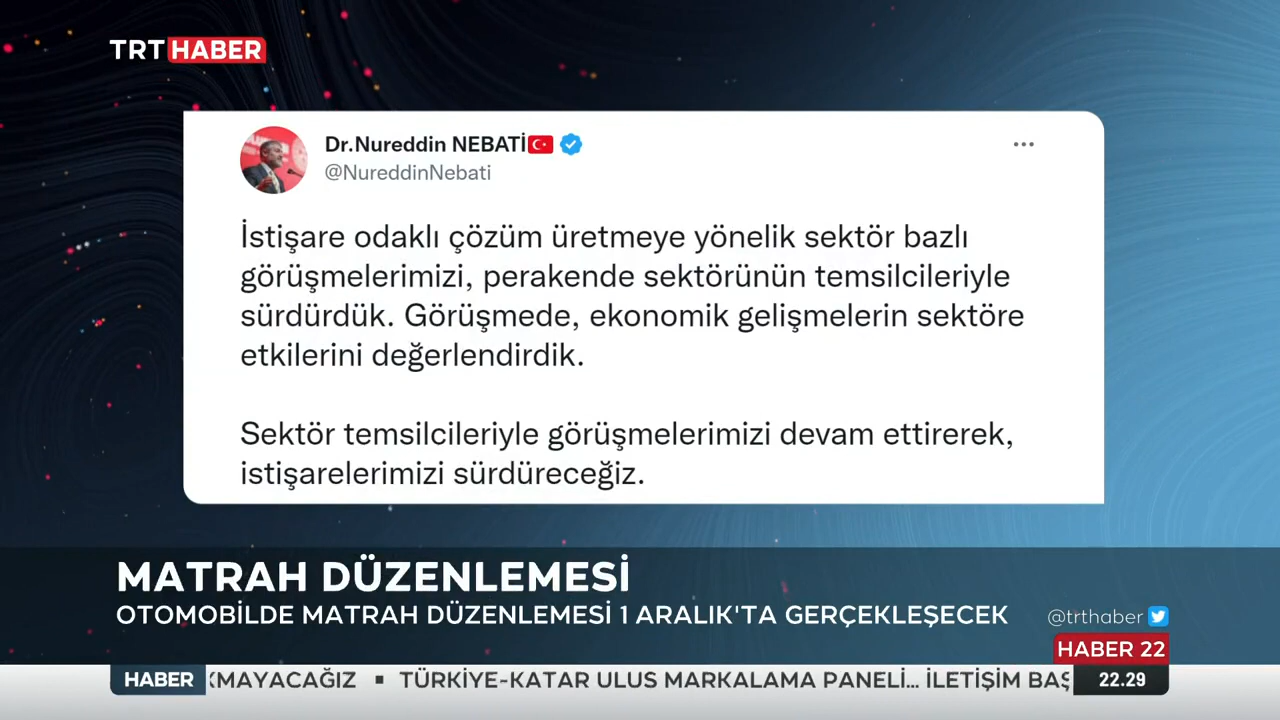 TRT HABER
Dr.Nureddin NEBATİ
@NureddinNebati
İstişare odaklı çözüm üretmeye yönelik sektör bazlı
görüşmelerimizi, perakende sektörünün temsilcileriyle
sürdürdük. Görüşmede, ekonomik gelişmelerin sektöre
etkilerini değerlendirdik.
Sektör temsilcileriyle görüşmelerimizi devam ettirerek,
istişarelerimizi sürdüreceğiz.
MATRAH DÜZENLEMESİ
OTOMOBİLDE MATRAH DÜZENLEMESİ 1 ARALIK'TA GERÇEKLEŞECEK
@trthaber
HABER 22
HABER ▪ TÜRKİYE-KATAR ULUS MARKALAMA PANELİ... İLETİŞİM 22.29